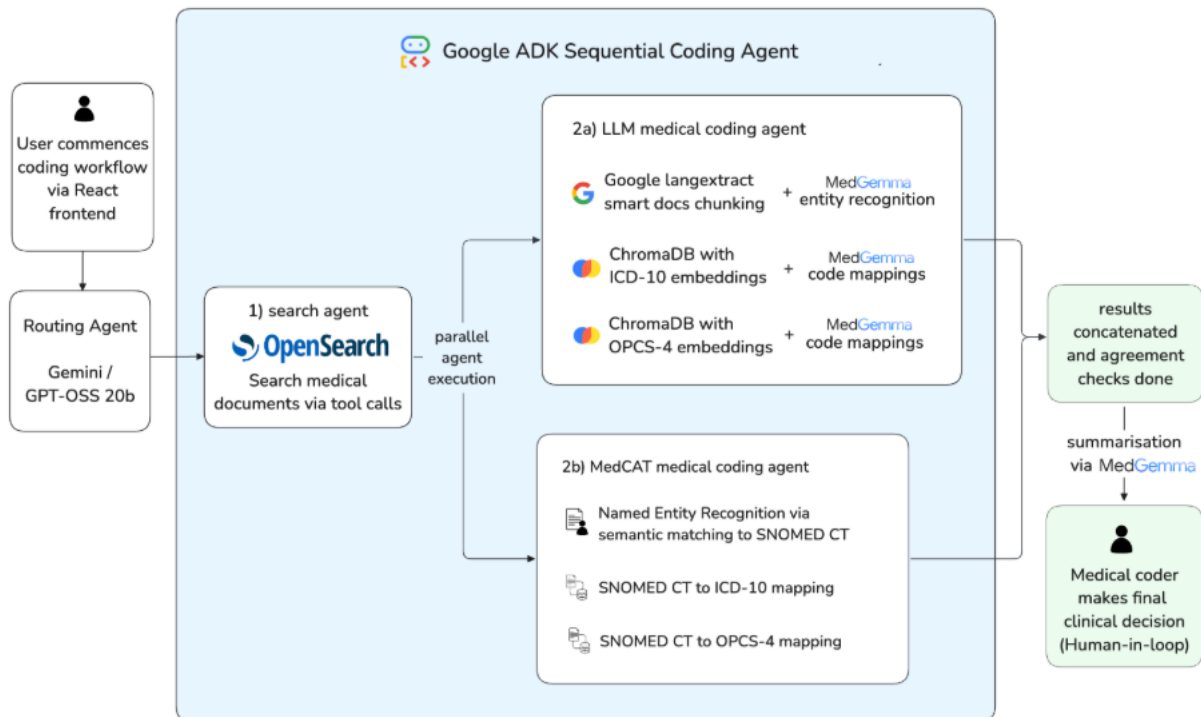 Google ADK Sequential Coding Agent
User commences
coding workflow
via React
frontend
Routing Agent
Gemini /
GPT-OSS 20b
1) search agent
OpenSearch
Search medical
documents via tool calls
parallel
agent
execution
2a) LLM medical coding agent
Google langextract
smart docs chunking
+
MedGemma
entity recognition
ChromaDB with
ICD-10 embeddings
+
MedGemma
code mappings
ChromaDB with
OPCS-4 embeddings
+
MedGemma
code mappings
2b) MedCAT medical coding agent
Named Entity Recognition via
semantic matching to SNOMED CT
SNOMED CT to ICD-10 mapping
SNOMED CT to OPCS-4 mapping
results
concatenated
and agreement
checks done
summarisation
via MedGemma
Medical coder
makes final
clinical decision
(Human-in-loop)